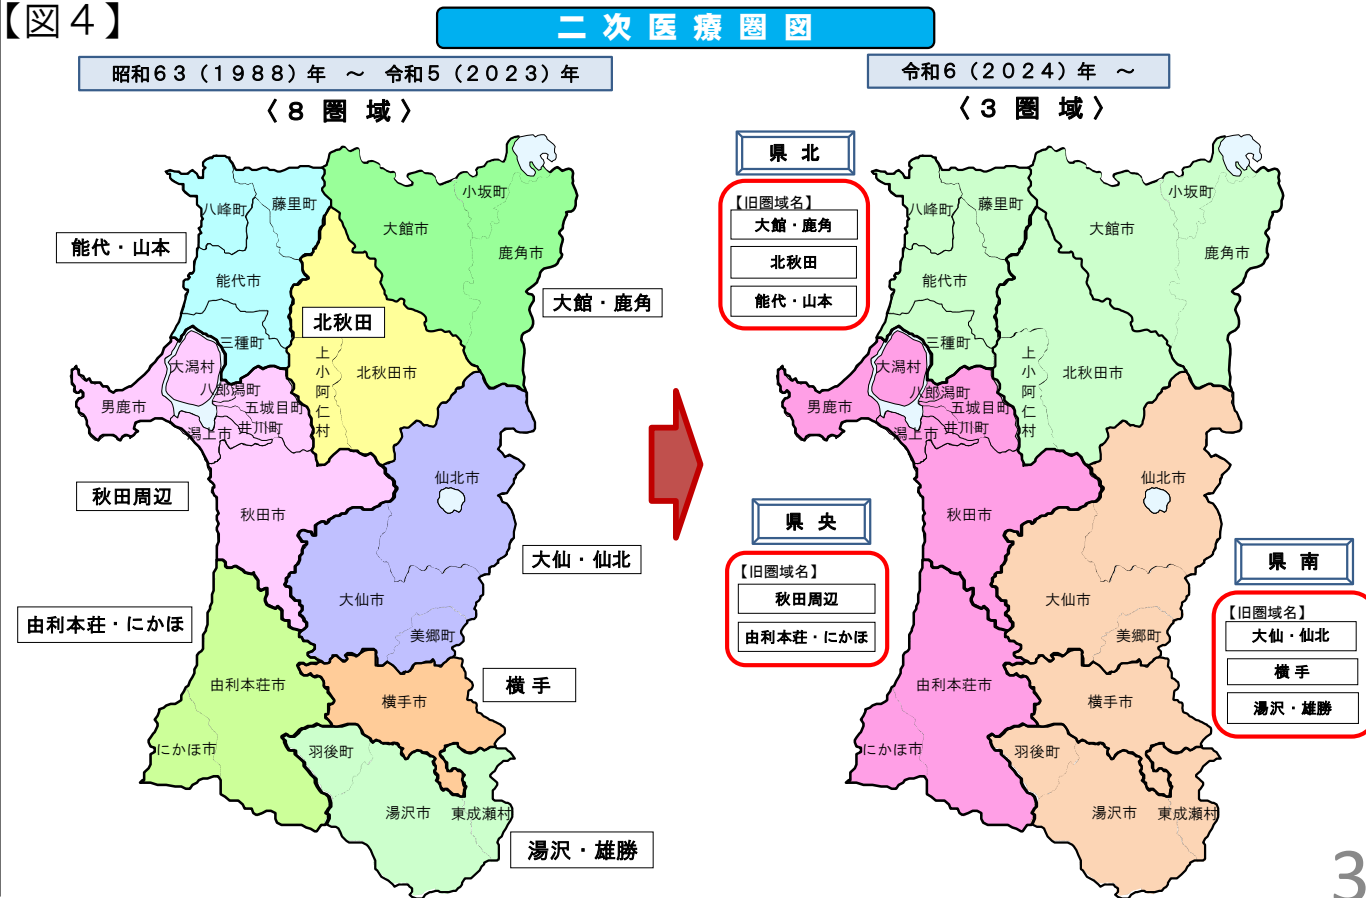 【図４】
二次医療圏図
昭和６３（１９８８）年　～　令和５（２０２３）年
〈８圏域〉
八峰町
藤里町
能代・山本
能代市
三種町
大館市
小坂町
鹿角市
大館・鹿角
北秋田
上小阿仁村
北秋田市
大潟村
八郎潟町
男鹿市
五城目町
井川町
潟上市
秋田周辺
秋田市
仙北市
大仙・仙北
大仙市
美郷町
由利本荘・にかほ
由利本荘市
にかほ市
横手
横手市
羽後町
湯沢市
東成瀬村
湯沢・雄勝
令和６（２０２４）年　～
〈３圏域〉
県北
【旧圏域名】
大館・鹿角
北秋田
能代・山本
八峰町
藤里町
能代市
三種町
大館市
小坂町
鹿角市
上小阿仁村
北秋田市
大潟村
八郎潟町
男鹿市
五城目町
井川町
潟上市
県央
【旧圏域名】
秋田周辺
由利本荘・にかほ
秋田市
仙北市
大仙市
美郷町
県南
【旧圏域名】
大仙・仙北
横手
湯沢・雄勝
由利本荘市
にかほ市
横手市
羽後町
湯沢市
東成瀬村
3